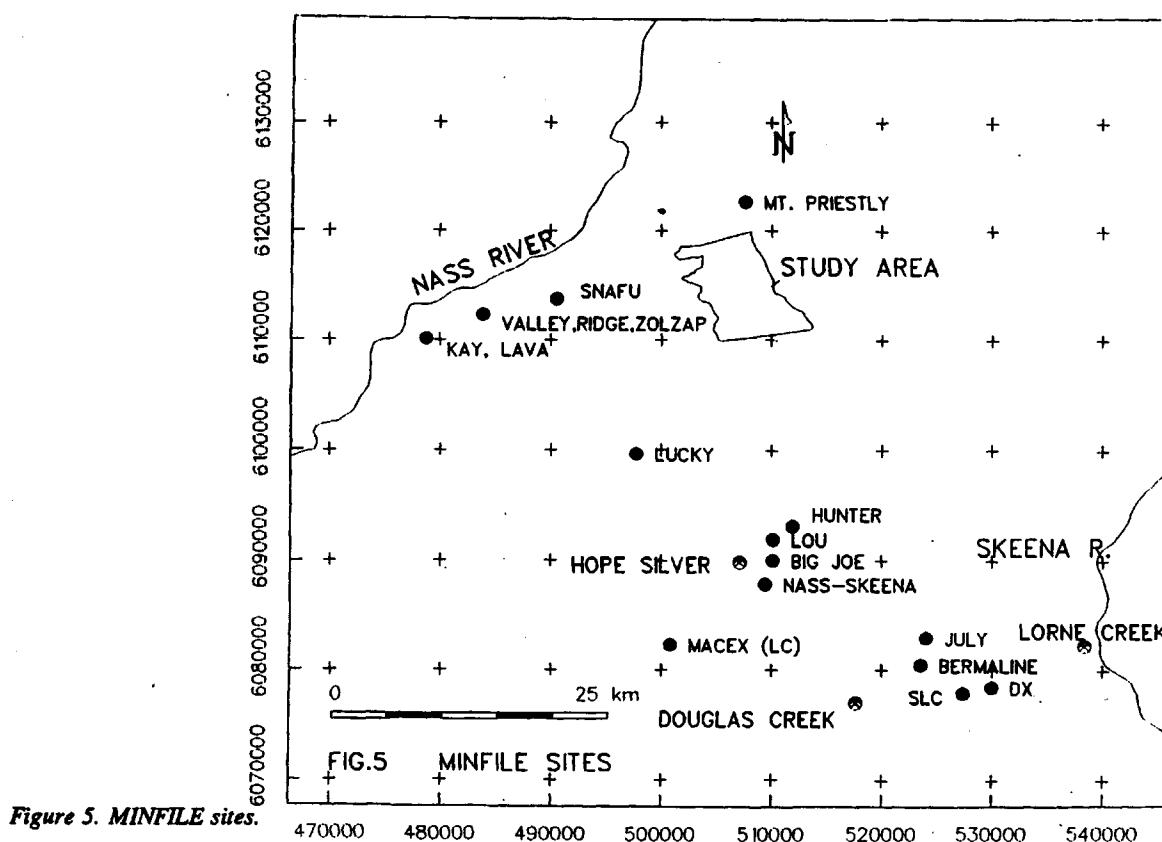 6130000
N
MT. PRIESTLY
6120000
NASS RIVER
STUDY AREA
SNAFU
VALLEY,RIDGE,ZOLZAP
6110000
KAY, LAVA
6100000
LUCKY
HUNTER
LOU
SKEENA R.
6090000
HOPE SILVER
BIG JOE
NASS-SKEENA
JULY
LORNE CREEK
MACEX (LC)
6080000
BERMALINE
0 25 km
SLC
DX
DOUGLAS CREEK
FIG.5 MINFILE SITES
6070000
Figure 5. MINFILE sites.
470000 480000 490000 500000 510000 520000 530000 540000